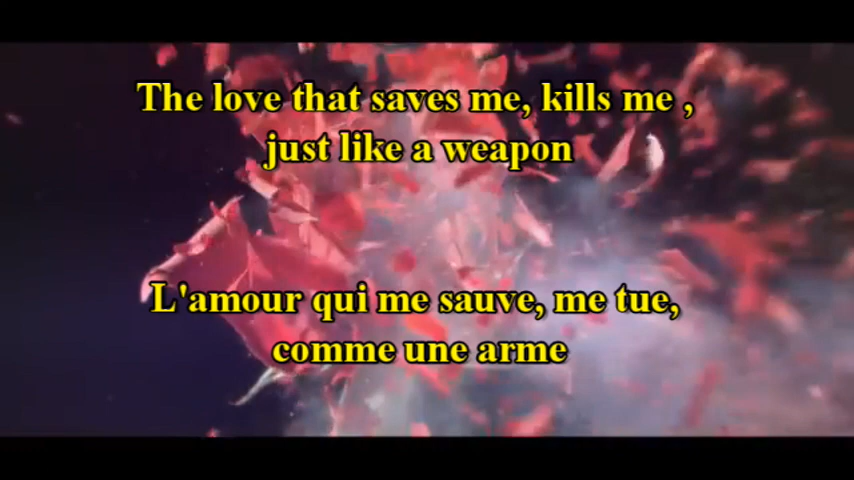 The love that saves me, kills me ,
just like a weapon
L'amour qui me sauve, me tue,
comme une arme